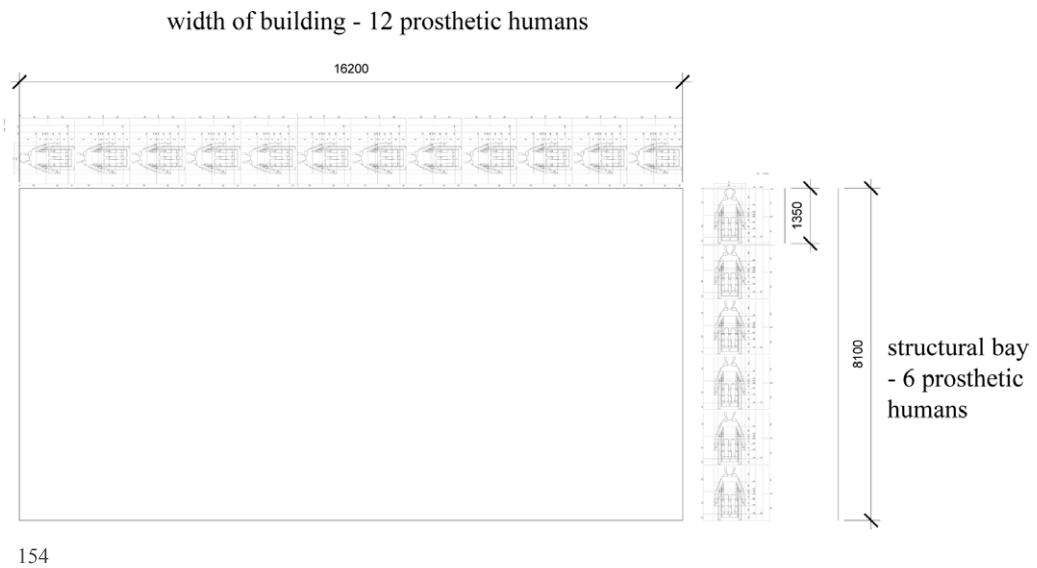 width of building - 12 prosthetic humans
16200
1350
8100
structural bay
- 6 prosthetic
humans
154